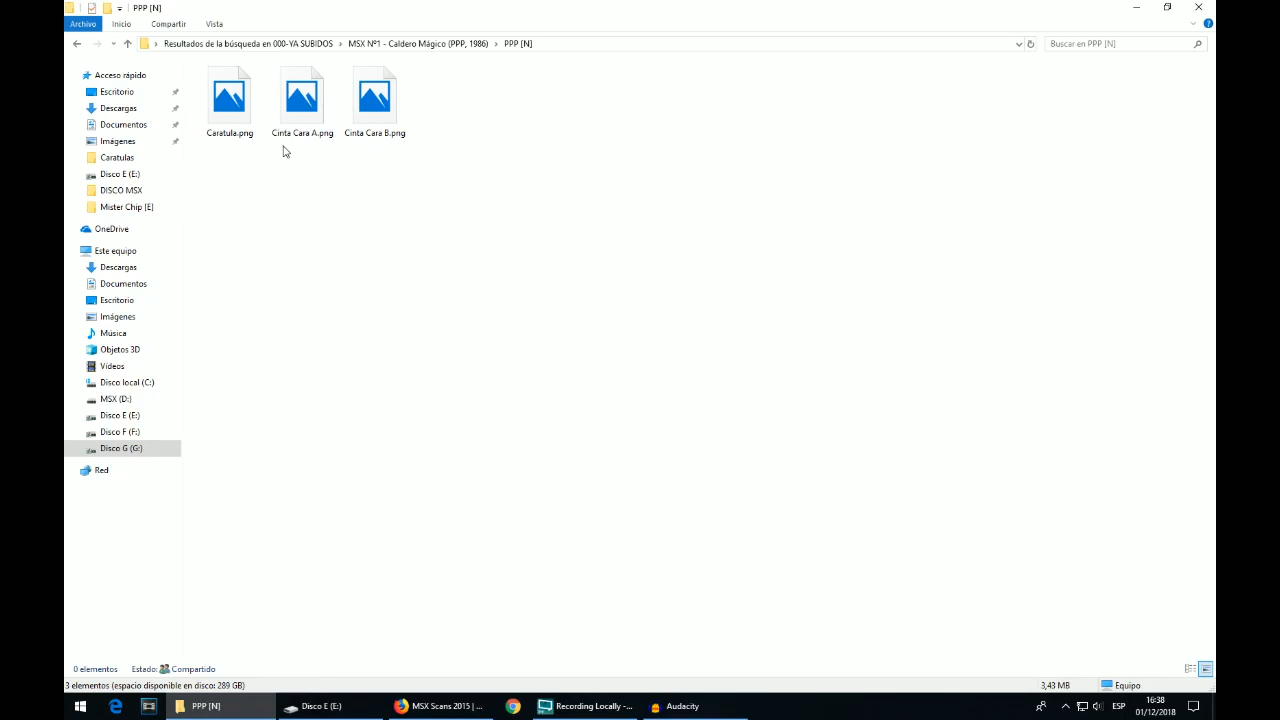 PPP [N]
Archivo Inicio Compartir Vista
Resultados de la búsqueda en 000-YA SUBIDOS MSX Nº1 - Caldero Mágico (PPP, 1986) PPP [N] Buscar en PPP [N]
Acceso rápido
Escritorio
Descargas
Documentos
Imágenes
Caratulas
Disco E (E:)
DISCO MSX
Mister Chip [E]
OneDrive
Este equipo
Descargas
Documentos
Escritorio
Imágenes
Música
Objetos 3D
Vídeos
Disco local (C:)
MSX (D:)
Disco E (E:)
Disco F (F:)
Disco G (G:)
Red
Caratula.png Cinta Cara A.png Cinta Cara B.png
0 elementos Estado: Compartido
3 elementos (espacio disponible en disco: 289 GB) 3,43 MB Equipo
PPP [N] Disco E (E:) MSX Scans 2015 | ... Recording Locally -... Audacity ESP 16:38
01/12/2018